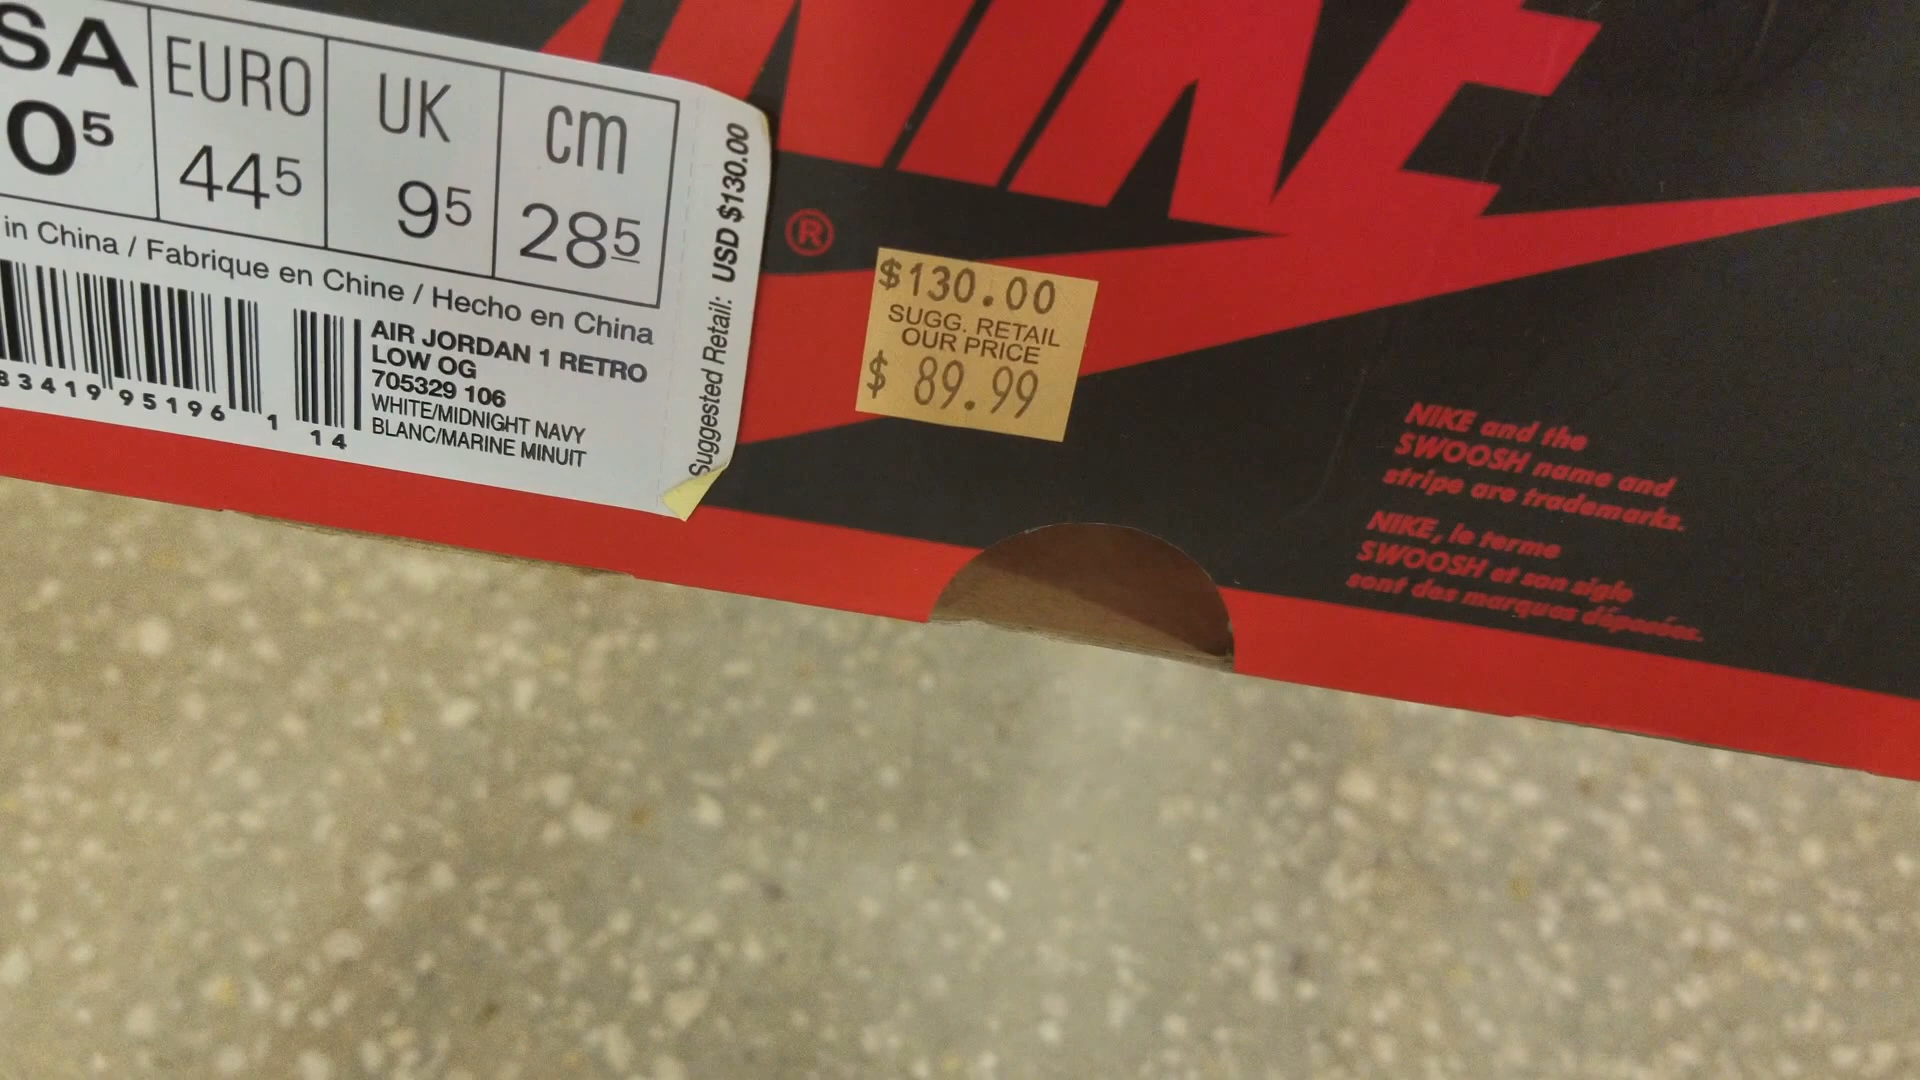 SA EURO UK cm
0⁵ 44⁵ 9⁵ 28⁵
in China / Fabrique en Chine / Hecho en China
83419 95196 1 14
AIR JORDAN 1 RETRO
LOW OG
705329 106
WHITE/MIDNIGHT NAVY
BLANC/MARINE MINUIT
Suggested Retail: USD $130.00
NIKE
®
$130.00
SUGG. RETAIL
OUR PRICE
$ 89.99
NIKE and the
SWOOSH name and
stripe are trademarks.
NIKE, le terme
SWOOSH et son sigle
sont des marques déposées.